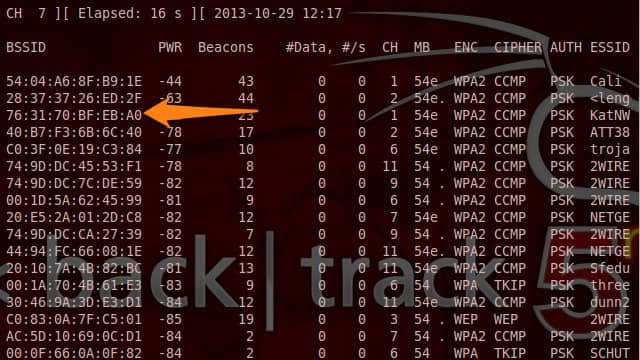 CH 7 ][ Elapsed: 16 s ][ 2013-10-29 12:17
BSSID PWR Beacons #Data, #/s CH MB ENC CIPHER AUTH ESSID
54:04:A6:8F:B9:1E -44 43 0 0 1 54e WPA2 CCMP PSK Cali
28:37:37:26:ED:2F -63 44 0 0 2 54e. WPA2 CCMP PSK <leng
76:31:70:BF:EB:A0 23 0 0 1 54e WPA2 CCMP PSK KatNW
40:B7:F3:6B:6C:40 -78 17 0 0 2 54e WPA2 CCMP PSK ATT38
C0:3F:0E:19:C3:84 -77 10 0 0 6 54e WPA2 CCMP PSK troja
74:9D:DC:45:53:F1 -78 8 0 0 11 54 . WPA2 CCMP PSK 2WIRE
74:9D:DC:7C:DE:59 -82 12 0 0 9 54 . WPA2 CCMP PSK 2WIRE
00:1D:5A:62:45:99 -81 9 0 0 6 54 . WPA2 CCMP PSK 2WIRE
20:E5:2A:01:2D:C8 -82 12 0 0 7 54e WPA2 CCMP PSK NETGE
74:9D:DC:CA:27:39 -82 7 0 0 9 54 . WPA2 CCMP PSK 2WIRE
44:94:FC:66:08:1E -82 12 0 0 11 54e. WPA2 CCMP PSK NETGE
20:10:7A:4B:82:BC -81 13 0 0 11 54e WPA2 CCMP PSK Sfedu
00:1A:70:4B:61:E3 -83 9 0 0 6 54 WPA TKIP PSK three
30:46:9A:3D:E3:D1 -84 12 0 0 11 54e WPA2 CCMP PSK dunn2
C0:83:0A:7F:C5:01 -85 19 0 0 3 54 . WEP WEP 2WIRE
AC:5D:10:69:0C:D1 -84 2 0 0 7 54 . WPA2 CCMP PSK 2WIRE
00:0F:66:0A:0F:82 -84 2 0 0 6 54 WPA TKIP PSK SCHUT
back|track 5